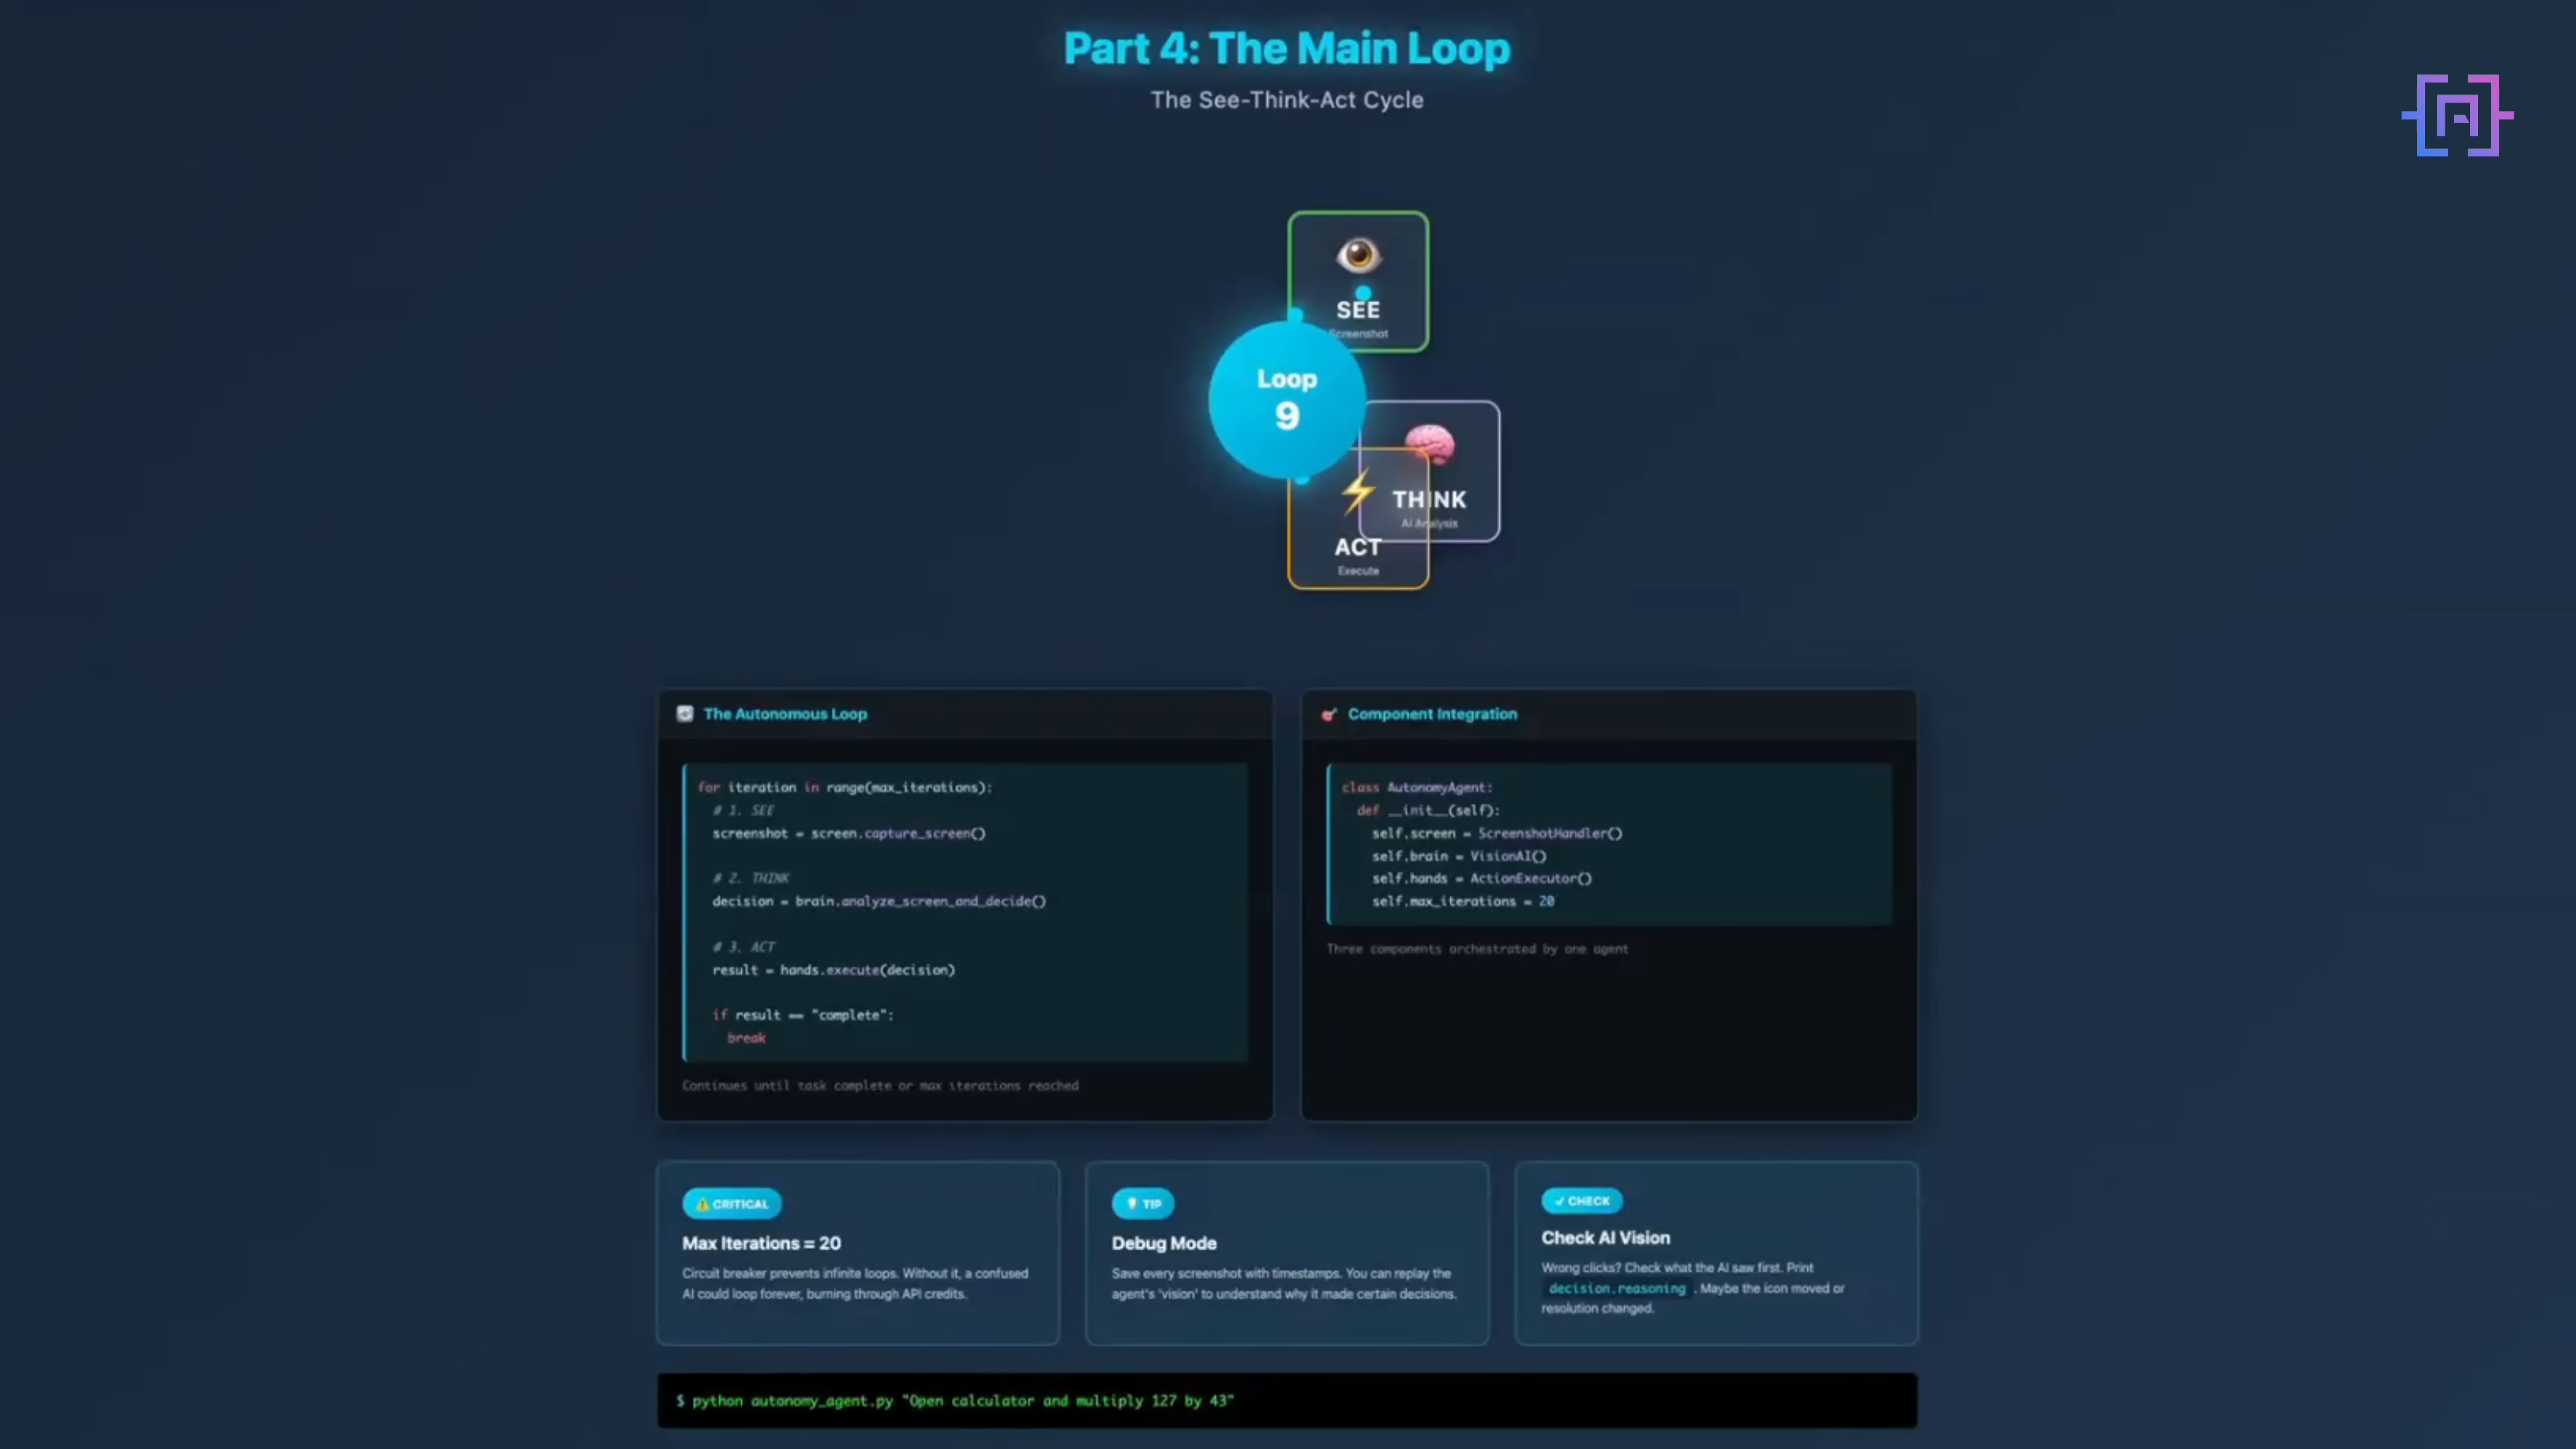 Part 4: The Main Loop
The See-Think-Act Cycle
SEE
Screenshot
Loop
9
THINK
AI Analysis
ACT
Execute
The Autonomous Loop
for iteration in range(max_iterations):
# 1. SEE
screenshot = screen.capture_screen()
# 2. THINK
decision = brain.analyze_screen_and_decide()
# 3. ACT
result = hands.execute(decision)
if result == "complete":
break
Continues until task complete or max iterations reached
Component Integration
class AutonomyAgent:
def __init__(self):
self.screen = ScreenshotHandler()
self.brain = VisionAI()
self.hands = ActionExecutor()
self.max_iterations = 20
Three components orchestrated by one agent
CRITICAL
Max Iterations = 20
Circuit breaker prevents infinite loops. Without it, a confused
AI could loop forever, burning through API credits.
TIP
Debug Mode
Save every screenshot with timestamps. You can replay the
agent's 'vision' to understand why it made certain decisions.
✓ CHECK
Check AI Vision
Wrong clicks? Check what the AI saw first. Print
decision.reasoning . Maybe the icon moved or
resolution changed.
$ python autonomy_agent.py "Open calculator and multiply 127 by 43"